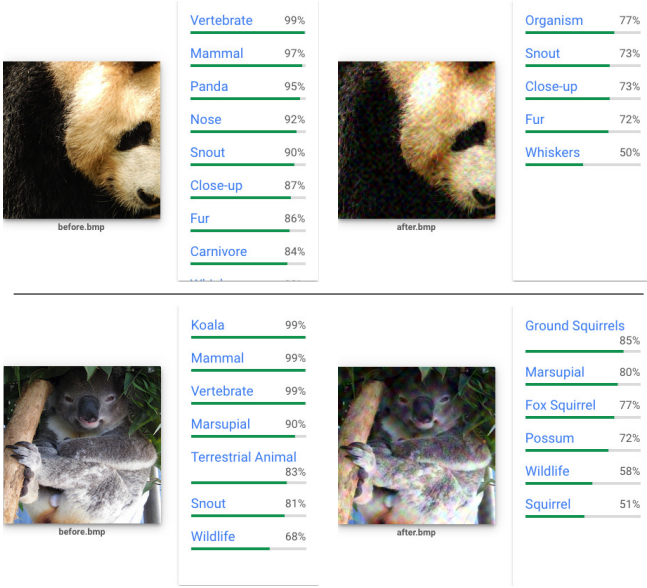 Vertebrate 99%
Mammal 97%
Panda 95%
Nose 92%
Snout 90%
Close-up 87%
Fur 86%
Carnivore 84%
before.bmp
Organism 77%
Snout 73%
Close-up 73%
Fur 72%
Whiskers 50%
after.bmp
Koala 99%
Mammal 99%
Vertebrate 99%
Marsupial 90%
Terrestrial Animal
83%
Snout 81%
Wildlife 68%
before.bmp
Ground Squirrels
85%
Marsupial 80%
Fox Squirrel 77%
Possum 72%
Wildlife 58%
Squirrel 51%
after.bmp